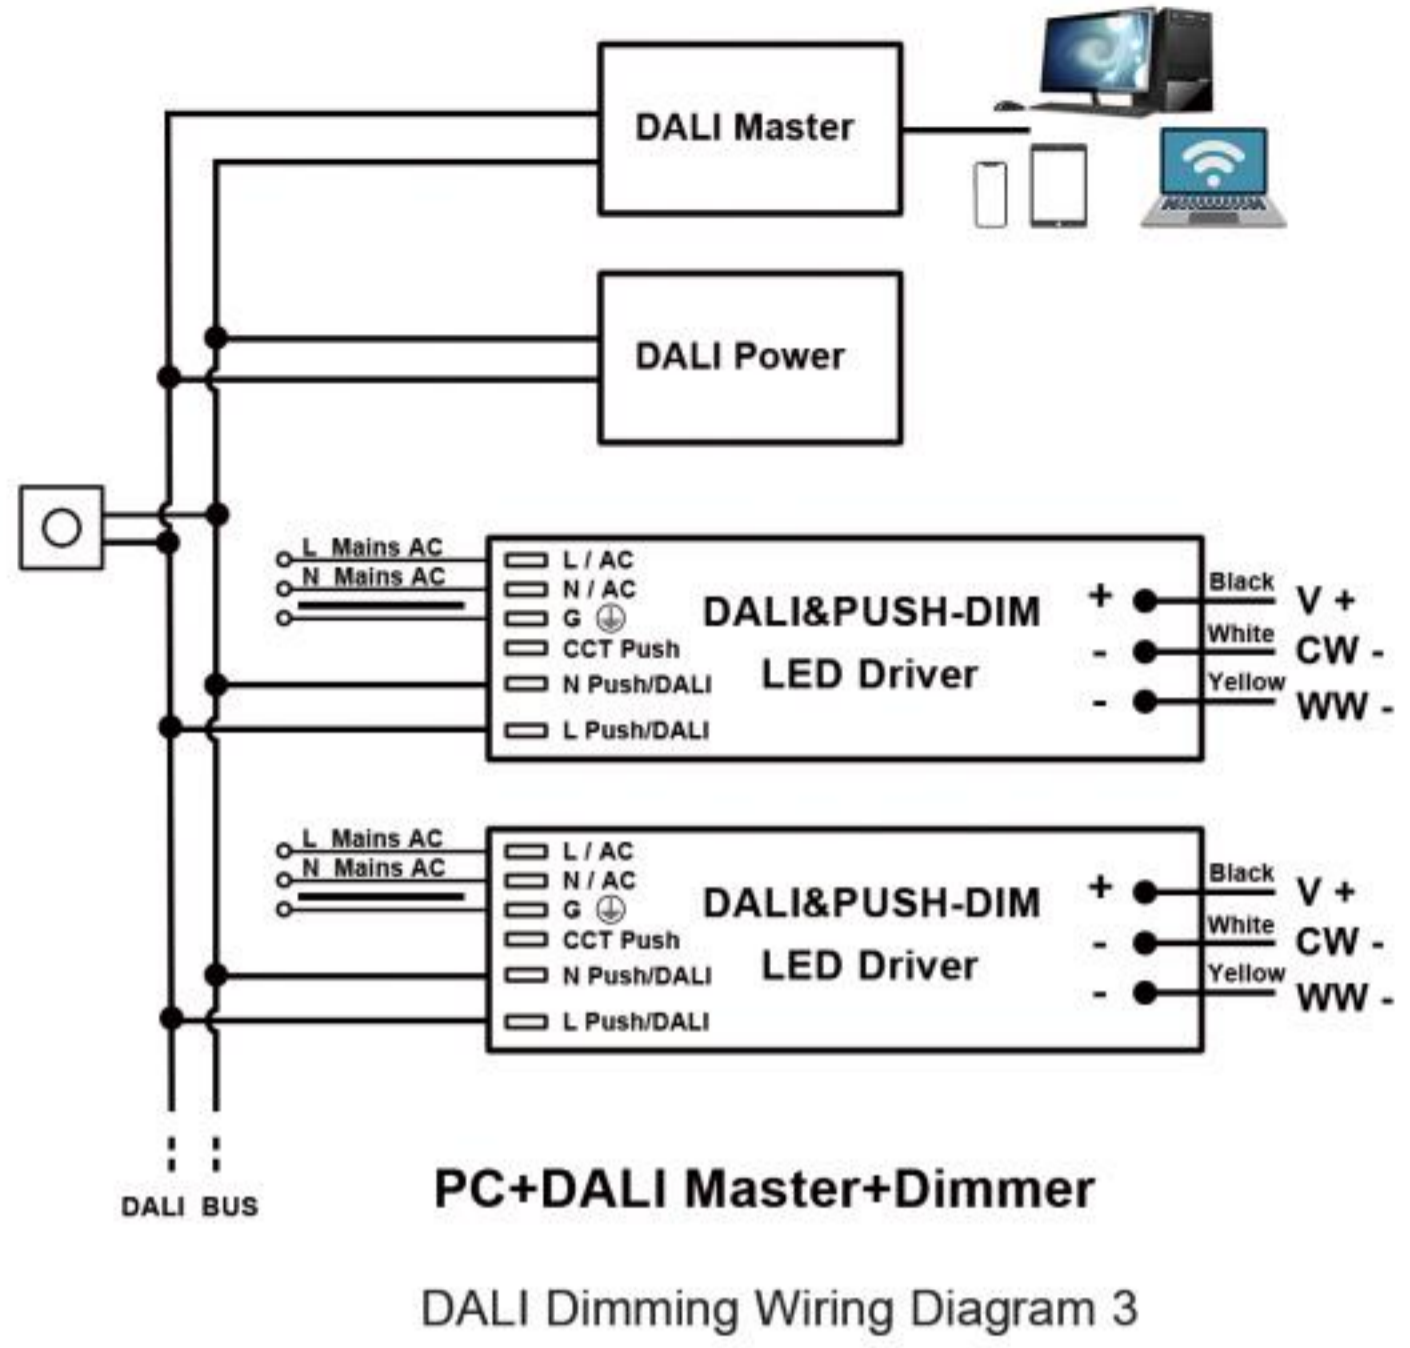 DALI Master
DALI Power
L Mains AC
N Mains AC
L / AC
N / AC
G
CCT Push
N Push/DALI
L Push/DALI
DALI&PUSH-DIM
LED Driver
+
-
-
Black
White
Yellow
V +
CW -
WW -
L Mains AC
N Mains AC
L / AC
N / AC
G
CCT Push
N Push/DALI
L Push/DALI
DALI&PUSH-DIM
LED Driver
+
-
-
Black
White
Yellow
V +
CW -
WW -
DALI BUS
PC+DALI Master+Dimmer
DALI Dimming Wiring Diagram 3